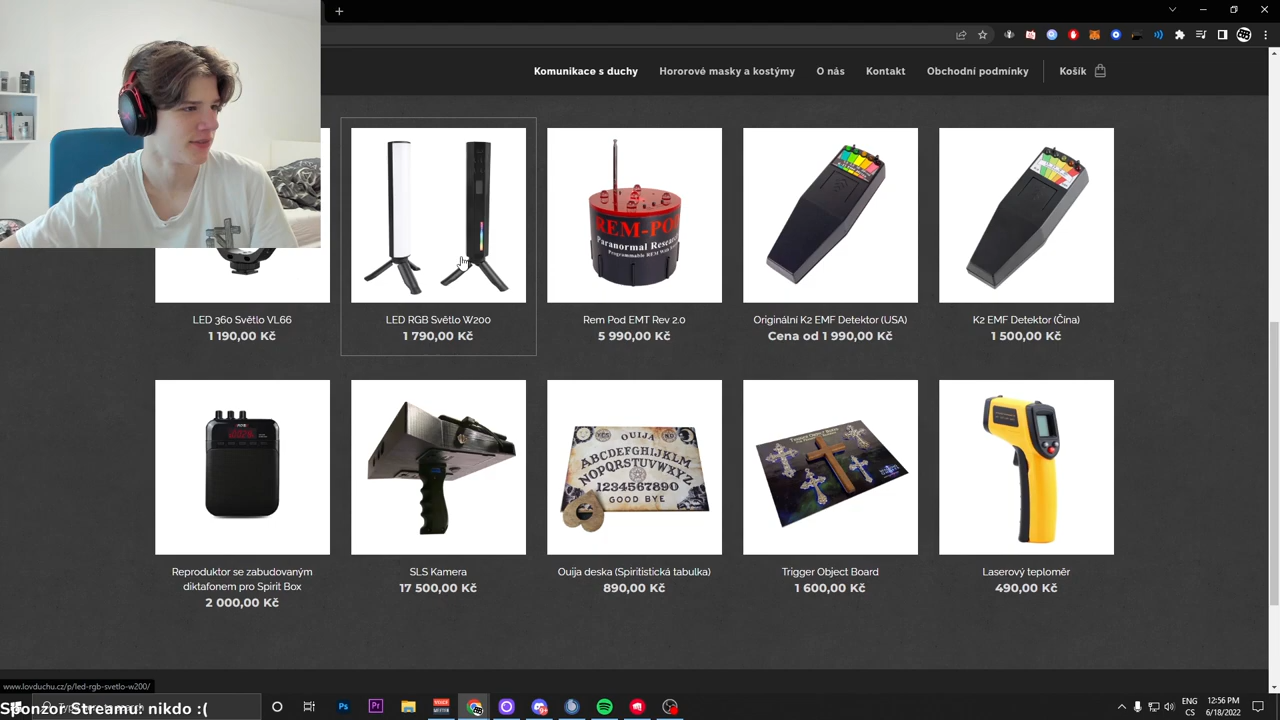 Komunikace s duchy
Hororové masky a kostýmy
O nás
Kontakt
Obchodní podmínky
Košík
REM-POD
Paranormal Research
LED 360 Světlo VL66
1 190,00 Kč
LED RGB Světlo W200
1 790,00 Kč
Rem Pod EMT Rev 2.0
5 990,00 Kč
Originální K2 EMF Detektor (USA)
Cena od 1 990,00 Kč
K2 EMF Detektor (Čína)
1 500,00 Kč
OUIJA
ABCDEFGHIJKLM
NOPQRSTUVWXYZ
1234567890
GOOD BYE
Reproduktor se zabudovaným
diktafonem pro Spirit Box
2 000,00 Kč
SLS Kamera
17 500,00 Kč
Ouija deska (Spiritistická tabulka)
890,00 Kč
Trigger Object Board
1 600,00 Kč
Laserový teploměr
490,00 Kč
www.lovduchu.cz/p/led-rgb-svetlo-w200/
Sponzor Streamu: nikdo :(
ENG
CS
12:56 PM
6/18/2022